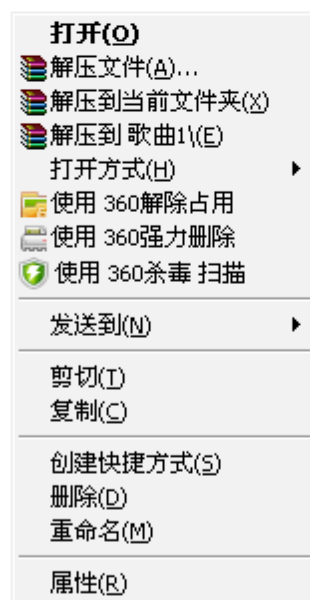 打开(O)
解压文件(A)...
解压到当前文件夹(X)
解压到 歌曲1\(E)
打开方式(H)
使用 360解除占用
使用 360强力删除
使用 360杀毒 扫描
发送到(N)
剪切(T)
复制(C)
创建快捷方式(S)
删除(D)
重命名(M)
属性(R)